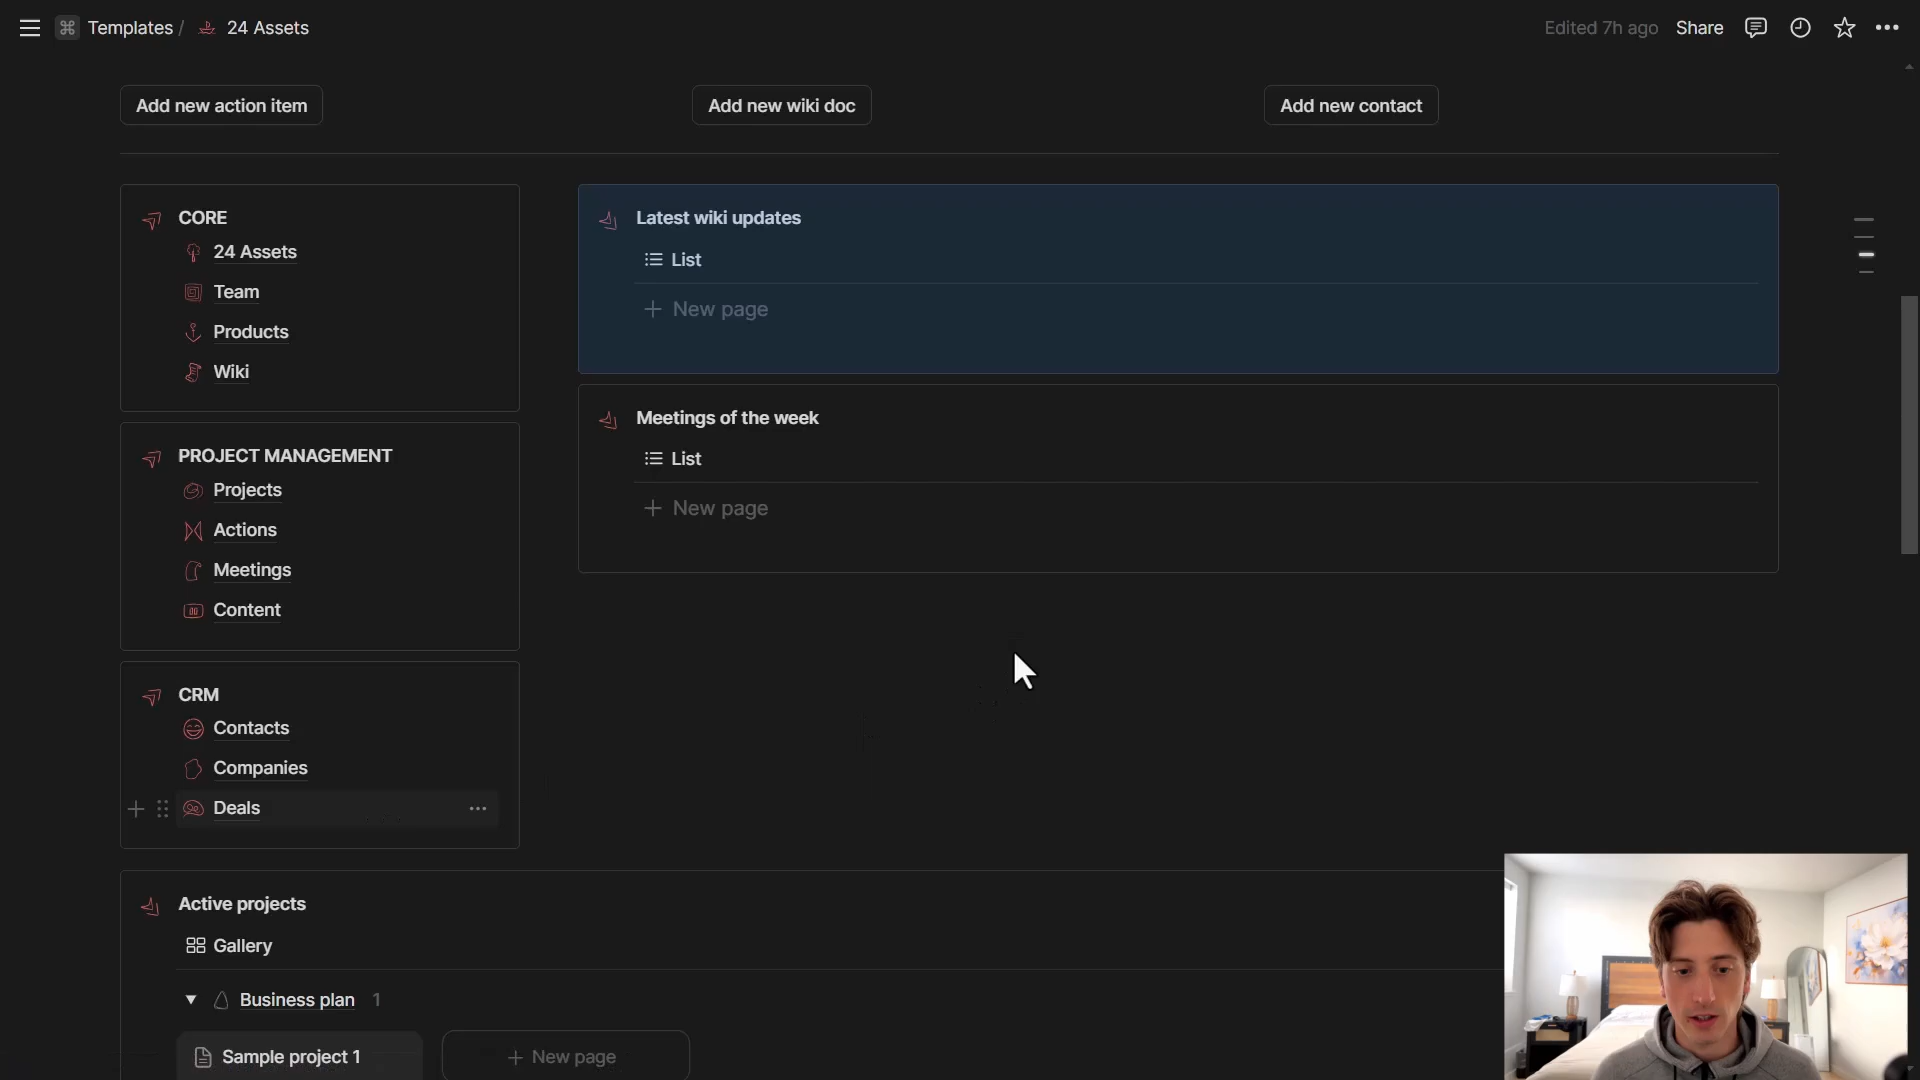 Templates / 24 Assets
Edited 7h ago Share
Add new action item
Add new wiki doc
Add new contact
CORE
24 Assets
Team
Products
Wiki
PROJECT MANAGEMENT
Projects
Actions
Meetings
Content
CRM
Contacts
Companies
Deals
Latest wiki updates
List
New page
Meetings of the week
List
New page
Active projects
Gallery
Business plan 1
Sample project 1
New page